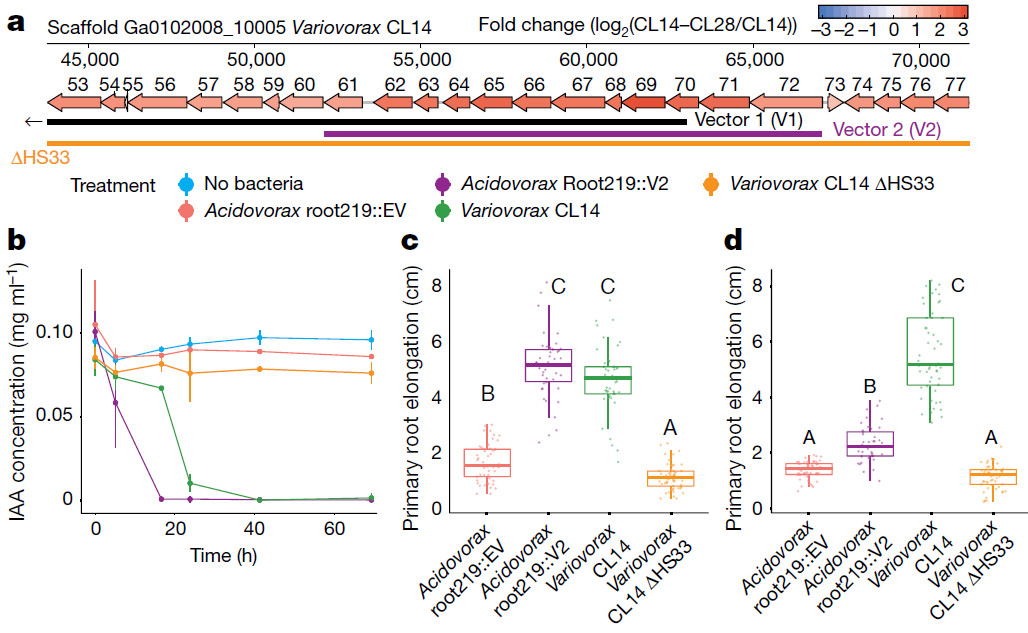 a
Scaffold Ga0102008_10005 Variovorax CL14
Fold change (log2(CL14–CL28/CL14))
−3 −2 −1 0 1 2 3
45,000 50,000 55,000 60,000 65,000 70,000
53 54 55 56 57 58 59 60 61 62 63 64 65 66 67 68 69 70 71 72 73 74 75 76 77
←
Vector 1 (V1)
Vector 2 (V2)
ΔHS33
Treatment
No bacteria
Acidovorax root219::EV
Acidovorax Root219::V2
Variovorax CL14
Variovorax CL14 ΔHS33
b
IAA concentration (mg ml−1)
0.10
0.05
0
0 20 40 60
Time (h)
c
Primary root elongation (cm)
8
6
4
2
0
B
C
C
A
Acidovorax
root219::EV
Acidovorax
root219::V2
Variovorax
CL14
Variovorax
CL14 ΔHS33
d
Primary root elongation (cm)
8
6
4
2
0
A
B
C
A
Acidovorax
root219::EV
Acidovorax
root219::V2
Variovorax
CL14
Variovorax
CL14 ΔHS33